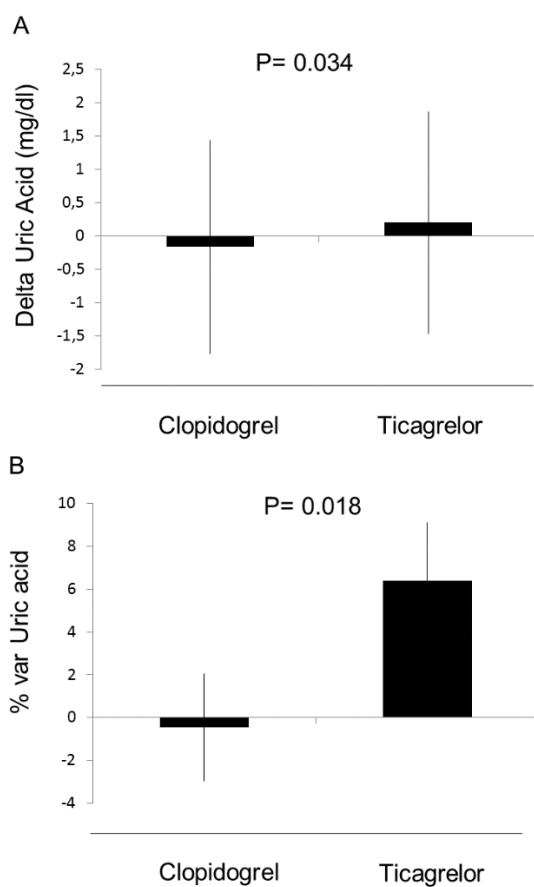 A
P= 0.034
Delta Uric Acid (mg/dl)
2,5
2
1,5
1
0,5
0
-0,5
-1
-1,5
-2
Clopidogrel Ticagrelor
B
P= 0.018
% var Uric acid
10
8
6
4
2
0
-2
-4
Clopidogrel Ticagrelor